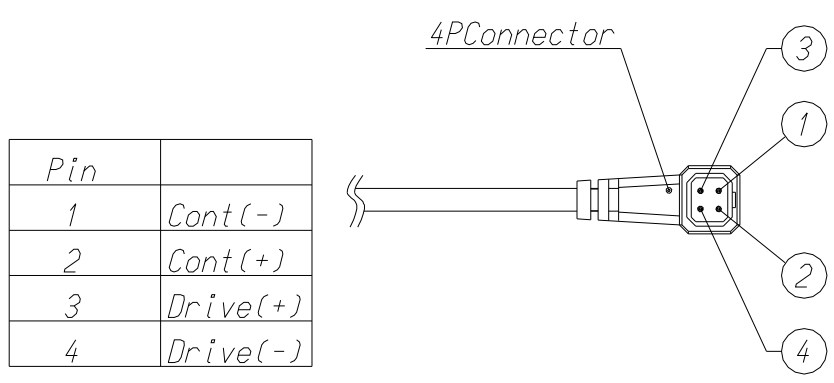 4PConnector
3
1
Pin
1 Cont(-)
2 Cont(+)
3 Drive(+)
4 Drive(-)
2
4